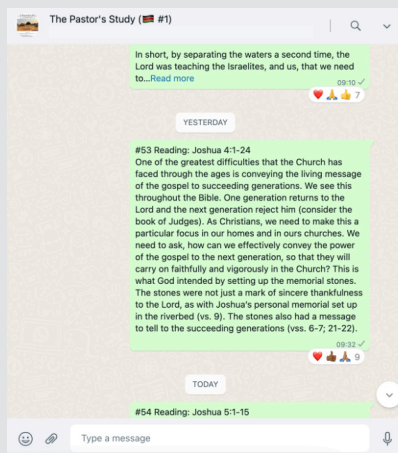 The Pastor's Study (🇰🇪 #1)
In short, by separating the waters a second time, the
Lord was teaching the Israelites, and us, that we need
to...Read more
09:10
7
YESTERDAY
#53 Reading: Joshua 4:1-24
One of the greatest difficulties that the Church has
faced through the ages is conveying the living message
of the gospel to succeeding generations. We see this
throughout the Bible. One generation returns to the
Lord and the next generation reject him (consider the
book of Judges). As Christians, we need to make this a
particular focus in our homes and in ours churches. We
need to ask, how can we effectively convey the power
of the gospel to the next generation, so that they will
carry on faithfully and vigorously in the Church? This is
what God intended by setting up the memorial stones.
The stones were not just a mark of sincere thankfulness
to the Lord, as with Joshua's personal memorial set up
in the riverbed (vs. 9). The stones also had a message
to tell to the succeeding generations (vss. 6-7; 21-22).
09:32
9
TODAY
#54 Reading: Joshua 5:1-15
Type a message